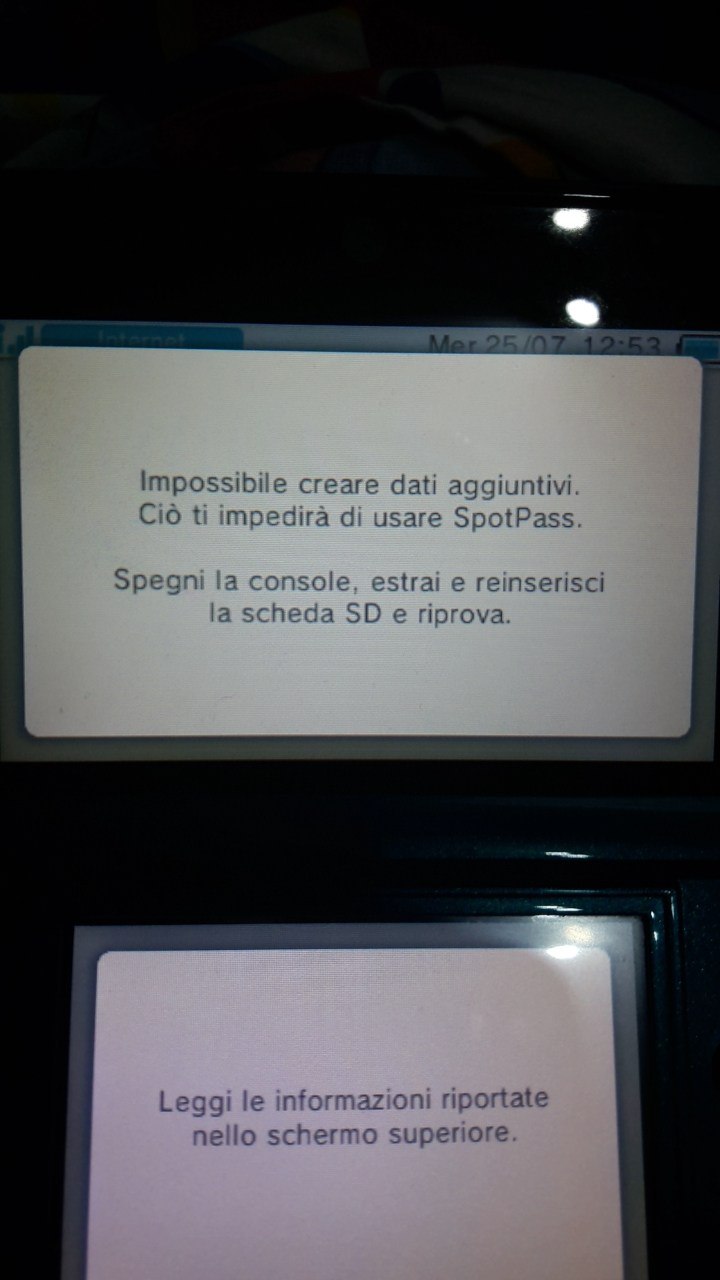 Internet
Mer 25/07 12:53
Impossibile creare dati aggiuntivi.
Ciò ti impedirà di usare SpotPass.
Spegni la console, estrai e reinserisci
la scheda SD e riprova.
Leggi le informazioni riportate
nello schermo superiore.